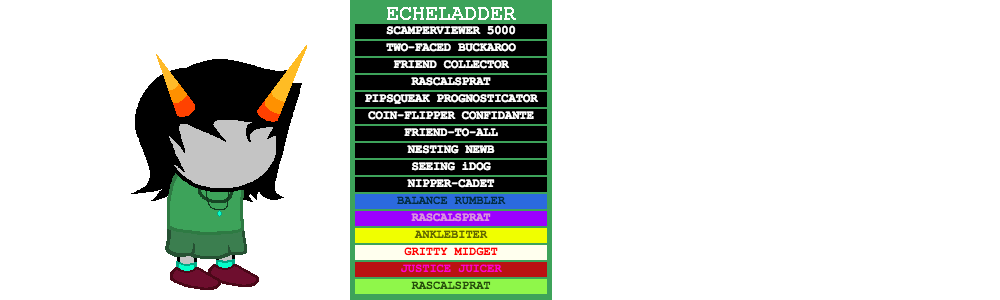 ECHELADDER
SCAMPERVIEWER 5000
TWO-FACED BUCKAROO
FRIEND COLLECTOR
RASCALSPRAT
PIPSQUEAK PROGNOSTICATOR
COIN-FLIPPER CONFIDANTE
FRIEND-TO-ALL
NESTING NEWB
SEEING iDOG
NIPPER-CADET
BALANCE RUMBLER
RASCALSPRAT
ANKLEBITER
GRITTY MIDGET
JUSTICE JUICER
RASCALSPRAT